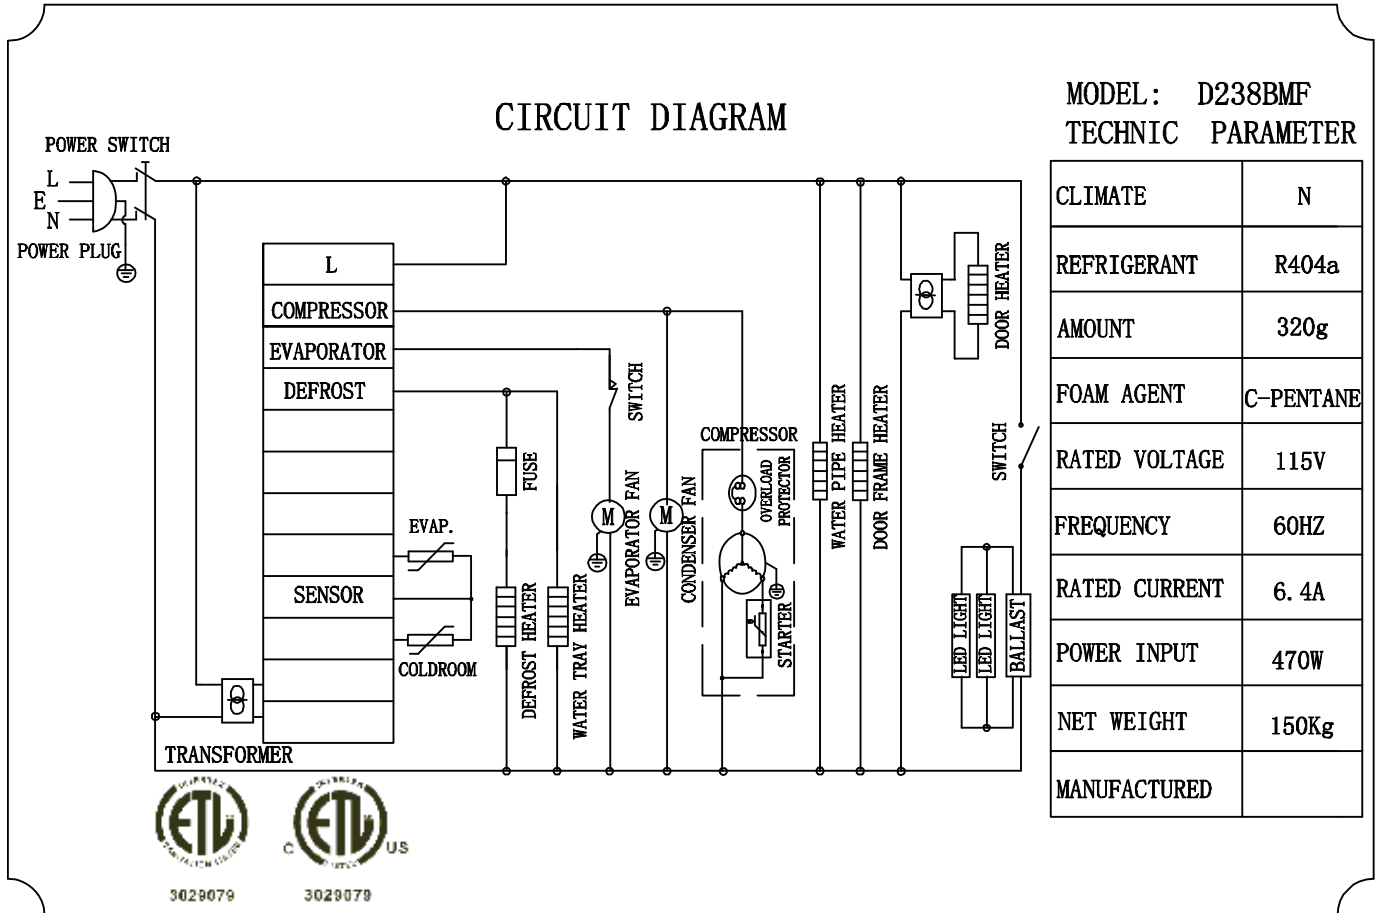 CIRCUIT DIAGRAM
MODEL: D238BMF
TECHNIC PARAMETER
POWER SWITCH
L
E
N
POWER PLUG
L
COMPRESSOR
EVAPORATOR
DEFROST
SENSOR
EVAP.
COLDROOM
TRANSFORMER
FUSE
DEFROST HEATER
WATER TRAY HEATER
SWITCH
M
EVAPORATOR FAN
M
CONDENSER FAN
COMPRESSOR
OVERLOAD
PROTECTOR
STARTER
WATER PIPE HEATER
DOOR FRAME HEATER
DOOR HEATER
SWITCH
LED LIGHT
LED LIGHT
BALLAST
CLIMATE N
REFRIGERANT R404a
AMOUNT 320g
FOAM AGENT C-PENTANE
RATED VOLTAGE 115V
FREQUENCY 60HZ
RATED CURRENT 6.4A
POWER INPUT 470W
NET WEIGHT 150Kg
MANUFACTURED
ETL
3029079
C ETL US
3029079